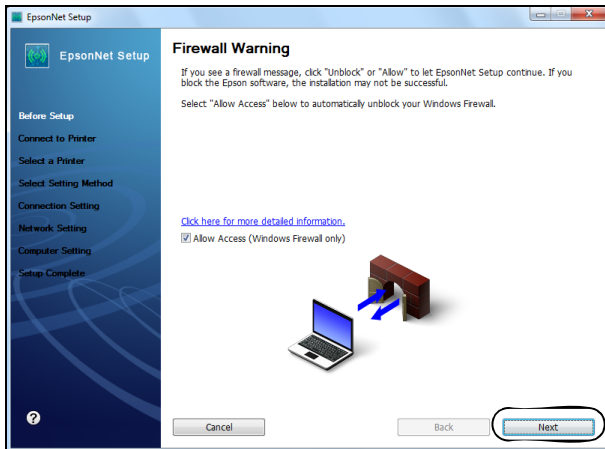 EpsonNet Setup
EpsonNet Setup
Before Setup
Connect to Printer
Select a Printer
Select Setting Method
Connection Setting
Network Setting
Computer Setting
Setup Complete
Firewall Warning
If you see a firewall message, click "Unblock" or "Allow" to let EpsonNet Setup continue. If you
block the Epson software, the installation may not be successful.
Select "Allow Access" below to automatically unblock your Windows Firewall.
Click here for more detailed information.
Allow Access (Windows Firewall only)
?
Cancel
Back
Next